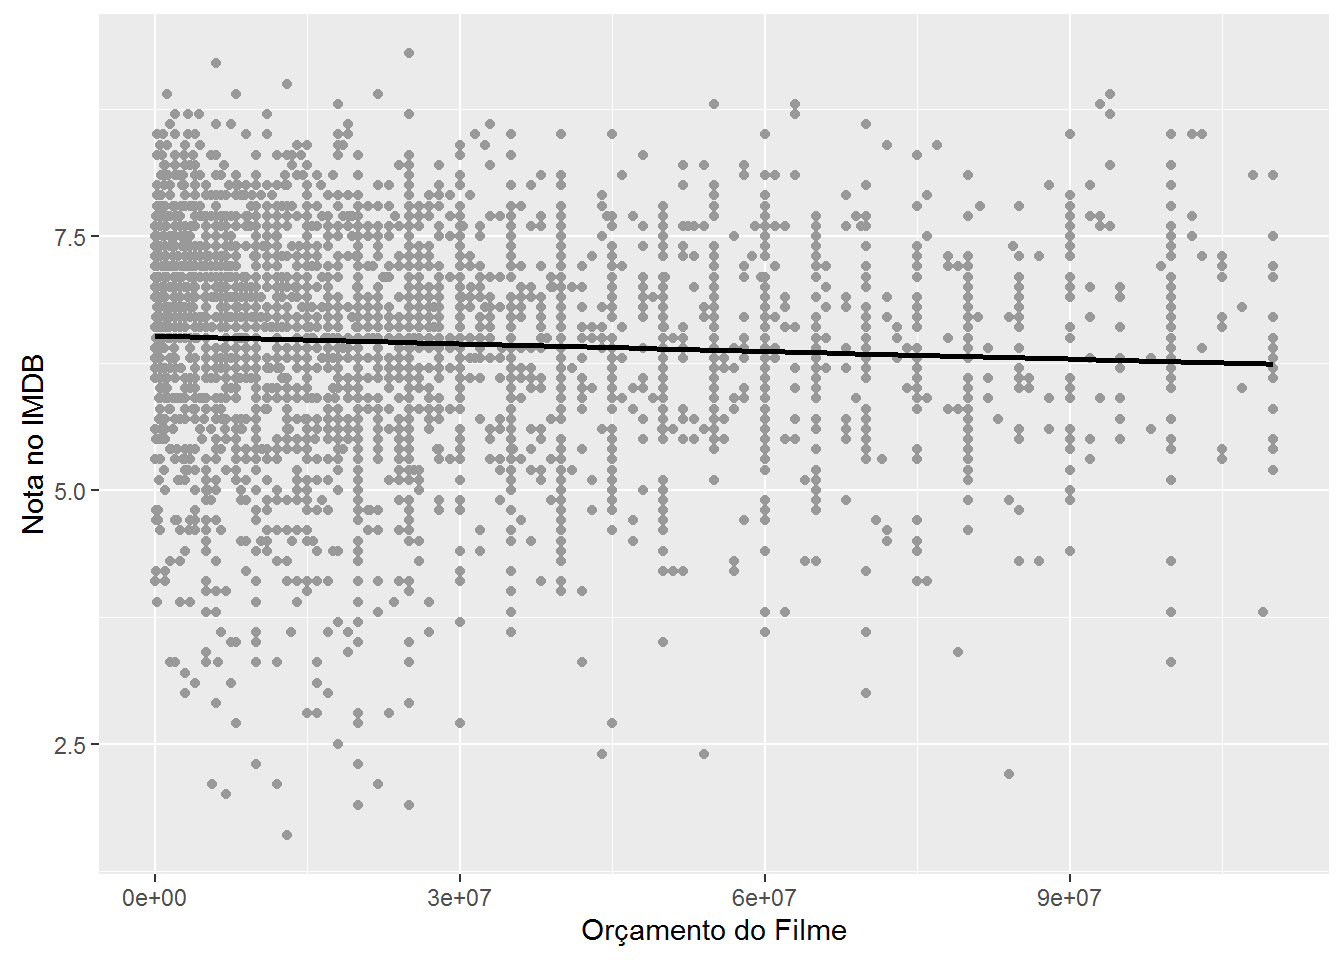 Nota no IMDB
7.5
5.0
2.5
0e+00 3e+07 6e+07 9e+07
Orçamento do Filme